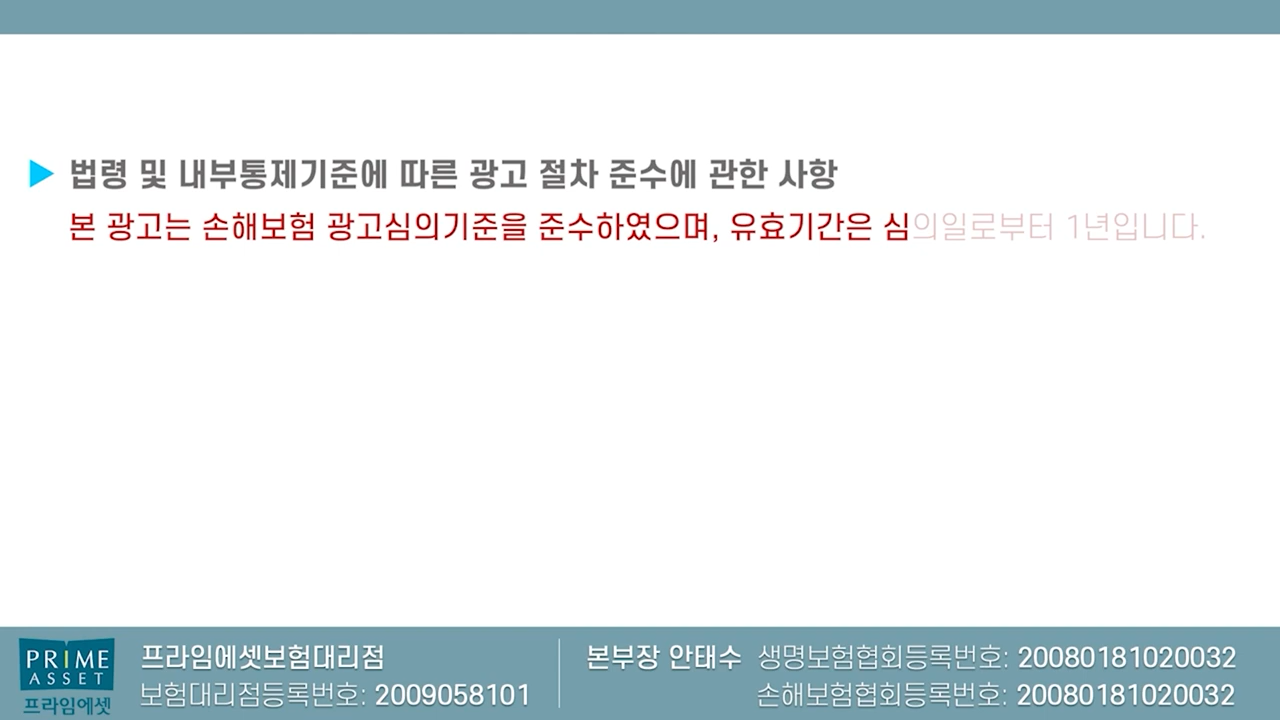 ▶ 법령 및 내부통제기준에 따른 광고 절차 준수에 관한 사항
본 광고는 손해보험 광고심의기준을 준수하였으며, 유효기간은 심의일로부터 1년입니다.
PRIME
ASSET
프라임에셋
프라임에셋보험대리점
보험대리점등록번호: 2009058101
본부장 안태수 생명보험협회등록번호: 20080181020032
손해보험협회등록번호: 20080181020032